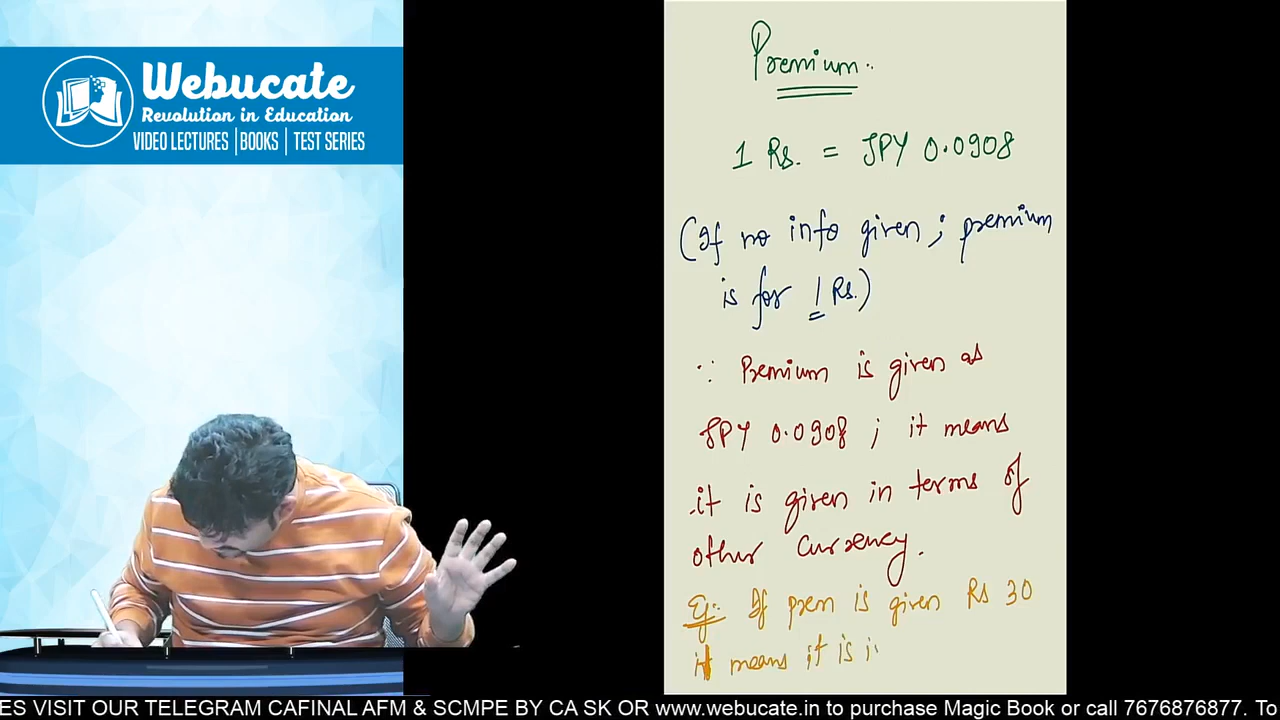 Webucate
Revolution in Education
VIDEO LECTURES | BOOKS | TEST SERIES
Premium:
1 Rs. = JPY 0.0908
(If no info given ; premium
is for 1 Rs.)
∵ Premium is given as
JPY 0.0908 ; it means
it is given in terms of
other currency.
Eg:- If prem is given Rs 30
it means it is i
ES VISIT OUR TELEGRAM CAFINAL AFM & SCMPE BY CA SK OR www.webucate.in to purchase Magic Book or call 7676876877. To